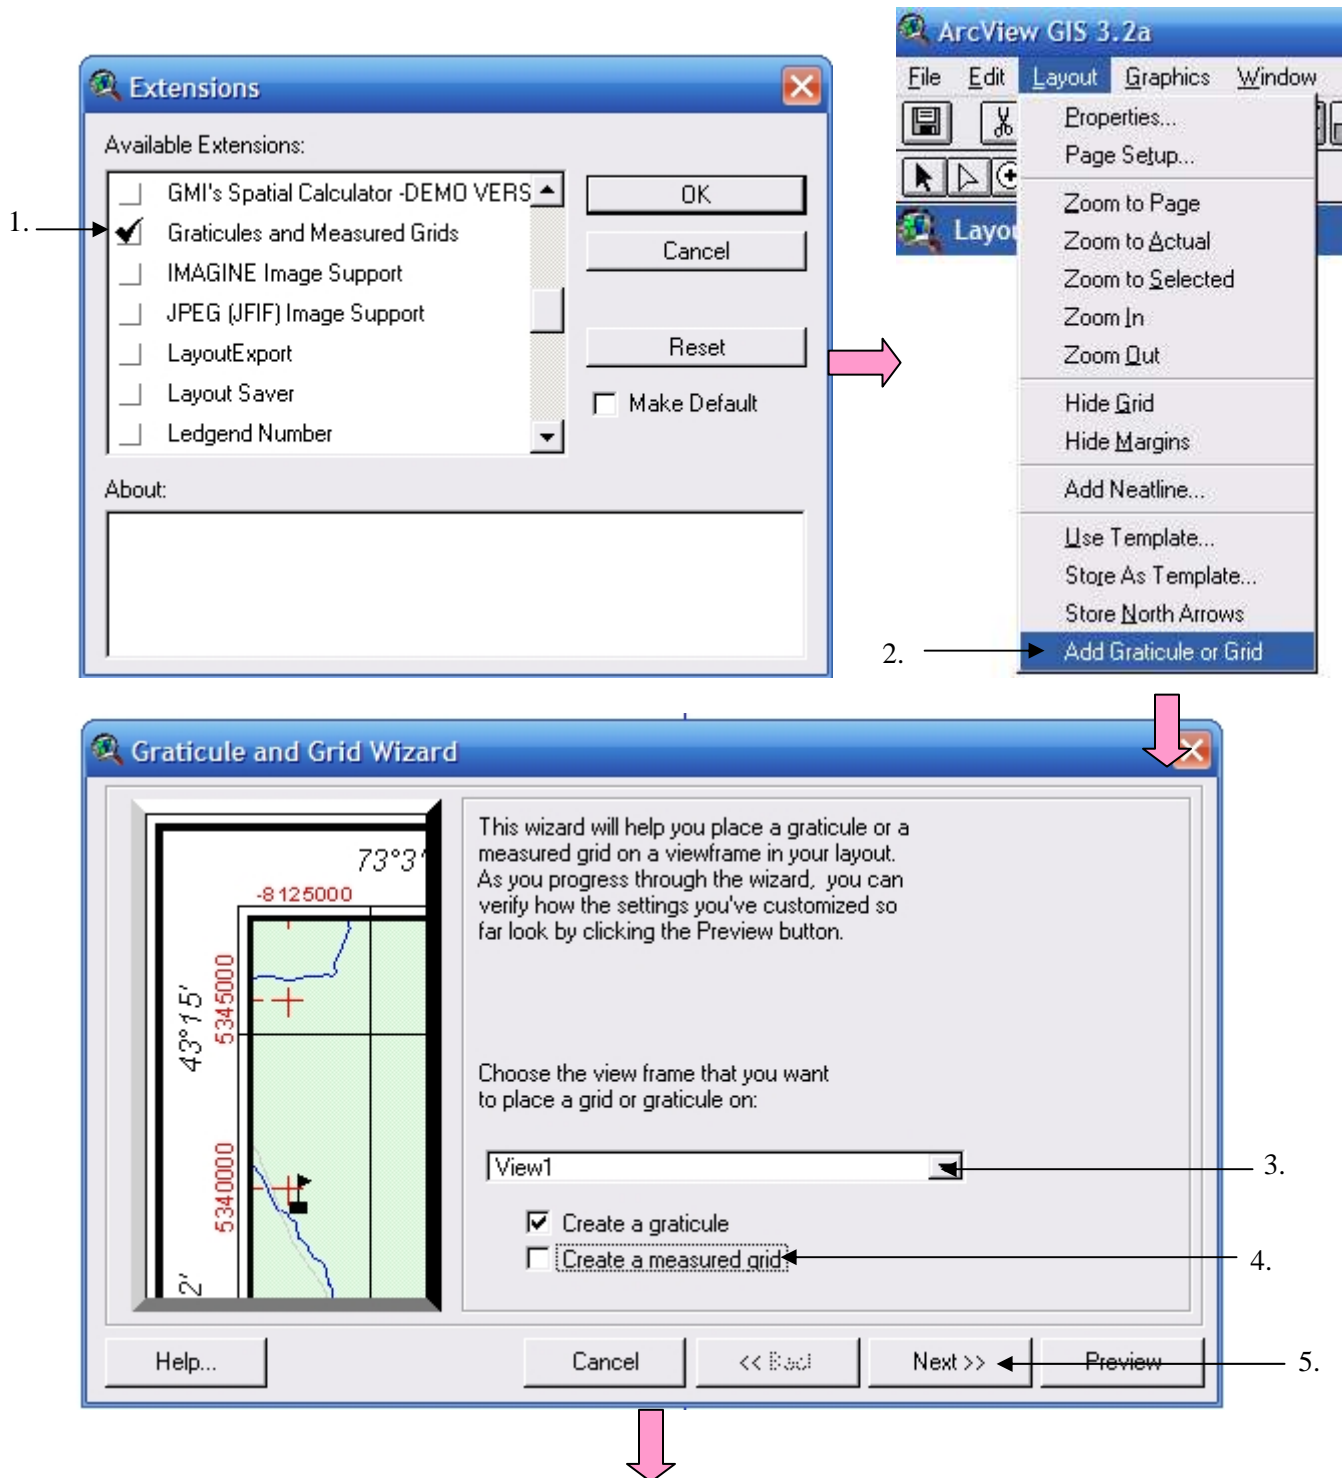 Extensions
Available Extensions:
GMI's Spatial Calculator -DEMO VERS
1.
Graticules and Measured Grids
IMAGINE Image Support
JPEG (JFIF) Image Support
LayoutExport
Layout Saver
Ledgend Number
OK
Cancel
Reset
Make Default
About:
ArcView GIS 3.2a
File Edit Layout Graphics Window
Properties...
Page Setup...
Zoom to Page
Layou
Zoom to Actual
Zoom to Selected
Zoom In
Zoom Out
Hide Grid
Hide Margins
Add Neatline...
Use Template...
Store As Template...
Store North Arrows
2.
Add Graticule or Grid
Graticule and Grid Wizard
73°3'
-8125000
43°15'
5345000
5340000
2'
This wizard will help you place a graticule or a
measured grid on a viewframe in your layout.
As you progress through the wizard, you can
verify how the settings you've customized so
far look by clicking the Preview button.
Choose the view frame that you want
to place a grid or graticule on:
View1
3.
Create a graticule
Create a measured grid
4.
Help... Cancel << Back Next >> Preview
5.